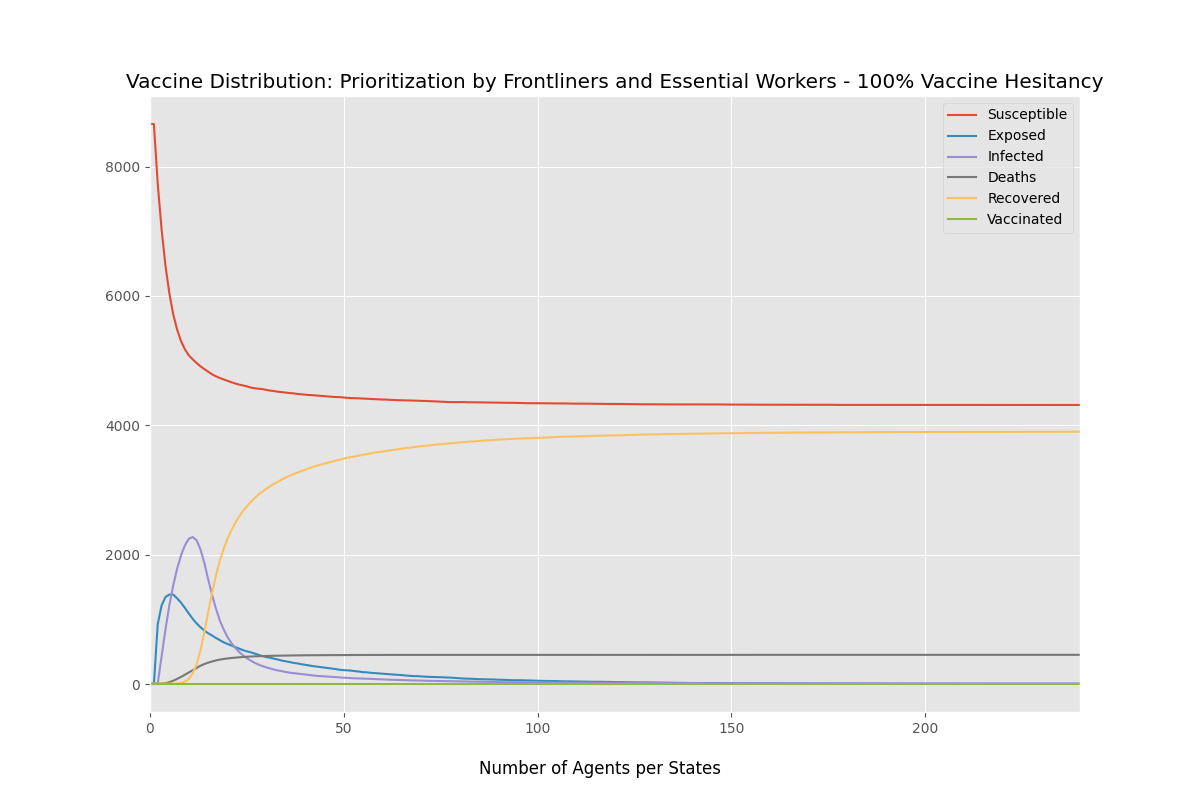 Vaccine Distribution: Prioritization by Frontliners and Essential Workers - 100% Vaccine Hesitancy
Susceptible
Exposed
Infected
Deaths
Recovered
Vaccinated
8000
6000
4000
2000
0
0 50 100 150 200
Number of Agents per States